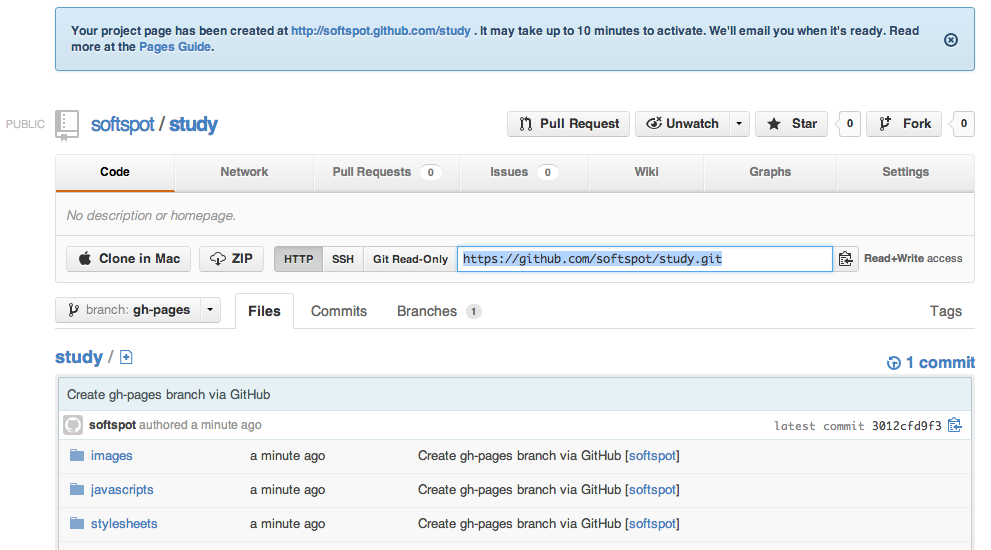 Your project page has been created at http://softspot.github.com/study . It may take up to 10 minutes to activate. We'll email you when it's ready. Read
more at the Pages Guide.
PUBLIC softspot / study Pull Request Unwatch Star 0 Fork 0
Code Network Pull Requests 0 Issues 0 Wiki Graphs Settings
No description or homepage.
Clone in Mac ZIP HTTP SSH Git Read-Only https://github.com/softspot/study.git Read+Write access
branch: gh-pages Files Commits Branches 1 Tags
study / 1 commit
Create gh-pages branch via GitHub
softspot authored a minute ago latest commit 3012cfd9f3
images a minute ago Create gh-pages branch via GitHub [softspot]
javascripts a minute ago Create gh-pages branch via GitHub [softspot]
stylesheets a minute ago Create gh-pages branch via GitHub [softspot]